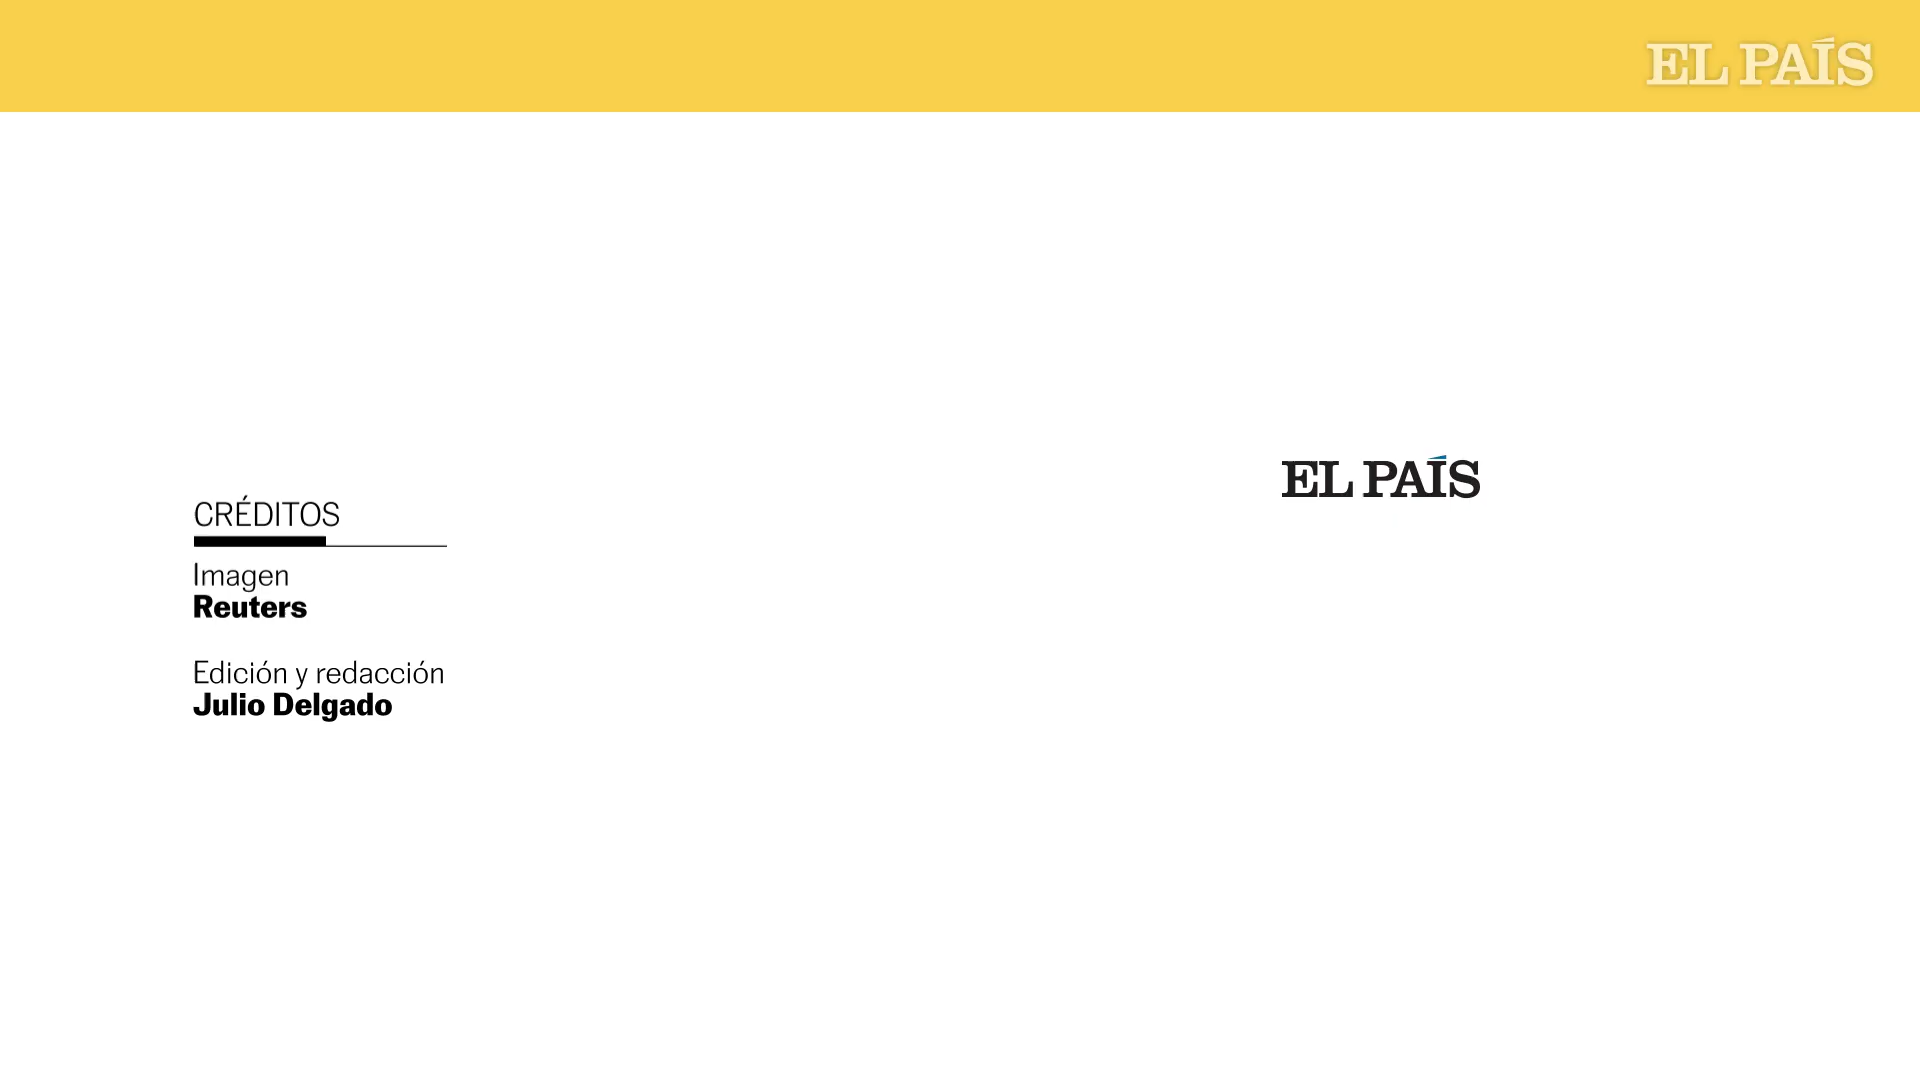 EL PAÍS
EL PAÍS
CRÉDITOS
Imagen
Reuters
Edición y redacción
Julio Delgado